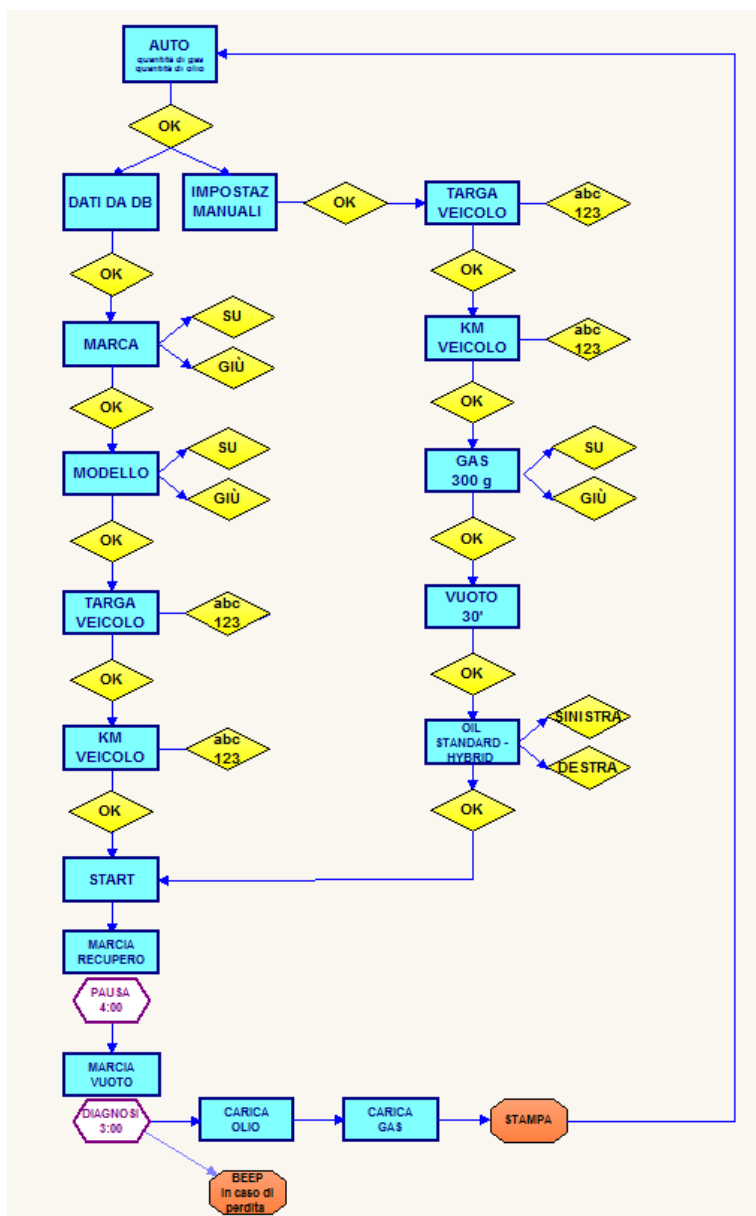 AUTO
quantità di gas
quantità di olio
OK
DATI DA DB
IMPOSTAZ
MANUALI
OK
TARGA
VEICOLO
abc
123
OK
OK
MARCA
SU
GIÙ
KM
VEICOLO
abc
123
OK
OK
MODELLO
SU
GIÙ
GAS
300 g
SU
GIÙ
OK
OK
TARGA
VEICOLO
abc
123
VUOTO
30'
OK
OK
KM
VEICOLO
abc
123
OIL
STANDARD -
HYBRID
SINISTRA
DESTRA
OK
OK
START
MARCIA
RECUPERO
PAUSA
4:00
MARCIA
VUOTO
DIAGNOSI
3:00
CARICA
OLIO
CARICA
GAS
STAMPA
BEEP
in caso di
perdita